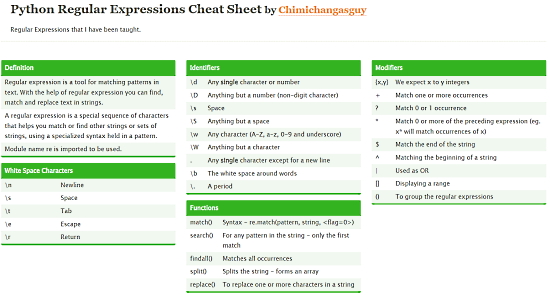 Python Regular Expressions Cheat Sheet by Chimichangasguy
Regular Expressions that I have been taught.
Definition
Regular expression is a tool for matching patterns in
text. With the help of regular expression you can find,
match and replace text in strings.
A regular expression is a special sequence of characters
that helps you match or find other strings or sets of
strings, using a specialized syntax held in a pattern.
Module name re is imported to be used.
White Space Characters
\n Newline
\s Space
\t Tab
\e Escape
\r Return
Identifiers
\d Any single character or number
\D Anything but a number (non-digit character)
\s Space
\S Anything but a space
\w Any character (A-Z, a-z, 0-9 and underscore)
\W Anything but a character
. Any single character except for a new line
\b The white space around words
\. A period
Functions
match() Syntax - re.match(pattern, string, <flag=0>)
search() For any pattern in the string - only the first
match
findall() Matches all occurrences
split() Splits the string - forms an array
replace() To replace one or more characters in a string
Modifiers
{x,y} We expect x to y integers
+ Match one or more occurrences
? Match 0 or 1 occurrence
* Match 0 or more of the preceding expression (eg.
x* will match occurrences of x)
$ Match the end of the string
^ Matching the beginning of a string
| Used as OR
[] Displaying a range
() To group the regular expressions